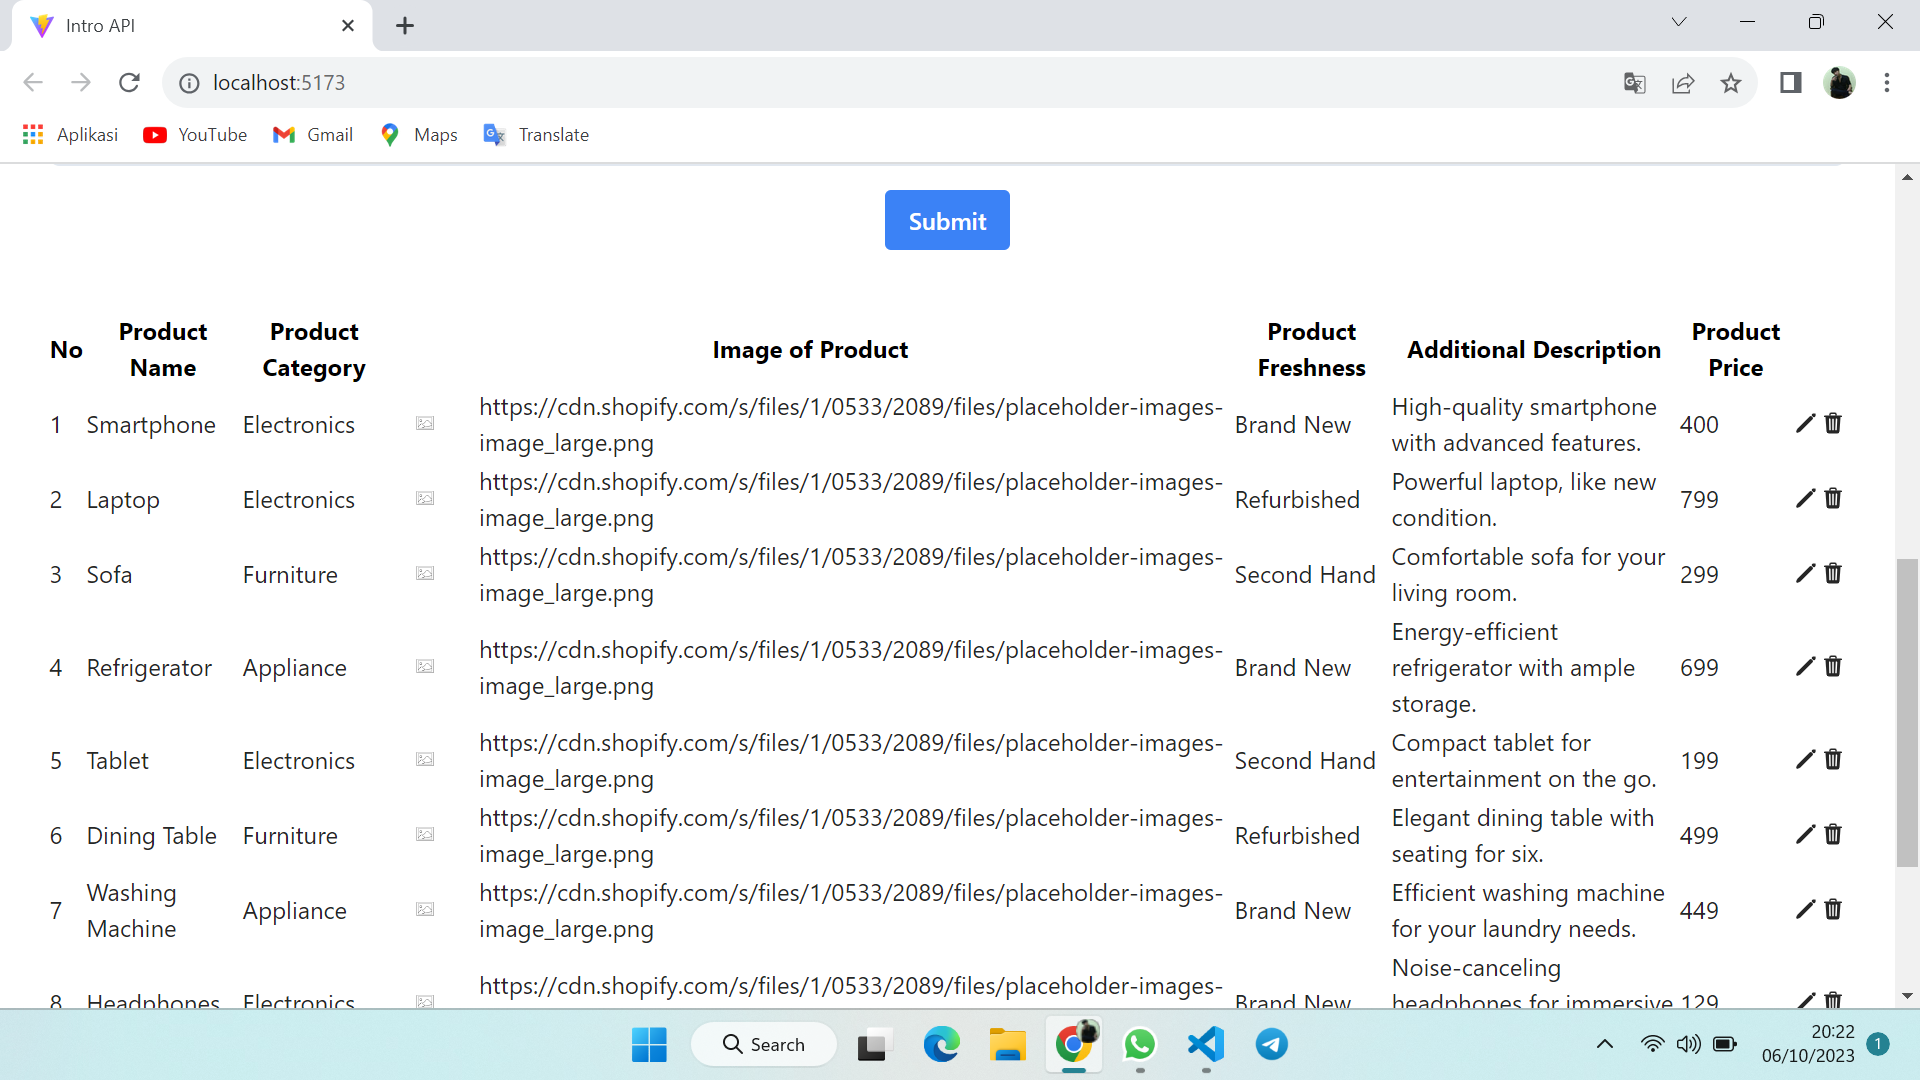 Intro API
localhost:5173
Aplikasi YouTube Gmail Maps Translate
Submit
No Product Name Product Category Image of Product Product Freshness Additional Description Product Price
1 Smartphone Electronics https://cdn.shopify.com/s/files/1/0533/2089/files/placeholder-images-image_large.png Brand New High-quality smartphone with advanced features. 400
2 Laptop Electronics https://cdn.shopify.com/s/files/1/0533/2089/files/placeholder-images-image_large.png Refurbished Powerful laptop, like new condition. 799
3 Sofa Furniture https://cdn.shopify.com/s/files/1/0533/2089/files/placeholder-images-image_large.png Second Hand Comfortable sofa for your living room. 299
4 Refrigerator Appliance https://cdn.shopify.com/s/files/1/0533/2089/files/placeholder-images-image_large.png Brand New Energy-efficient refrigerator with ample storage. 699
5 Tablet Electronics https://cdn.shopify.com/s/files/1/0533/2089/files/placeholder-images-image_large.png Second Hand Compact tablet for entertainment on the go. 199
6 Dining Table Furniture https://cdn.shopify.com/s/files/1/0533/2089/files/placeholder-images-image_large.png Refurbished Elegant dining table with seating for six. 499
7 Washing Machine Appliance https://cdn.shopify.com/s/files/1/0533/2089/files/placeholder-images-image_large.png Brand New Efficient washing machine for your laundry needs. 449
8 Headphones Electronics https://cdn.shopify.com/s/files/1/0533/2089/files/placeholder-images- Brand New Noise-canceling headphones for immersive 129
Search
20:22
06/10/2023
1